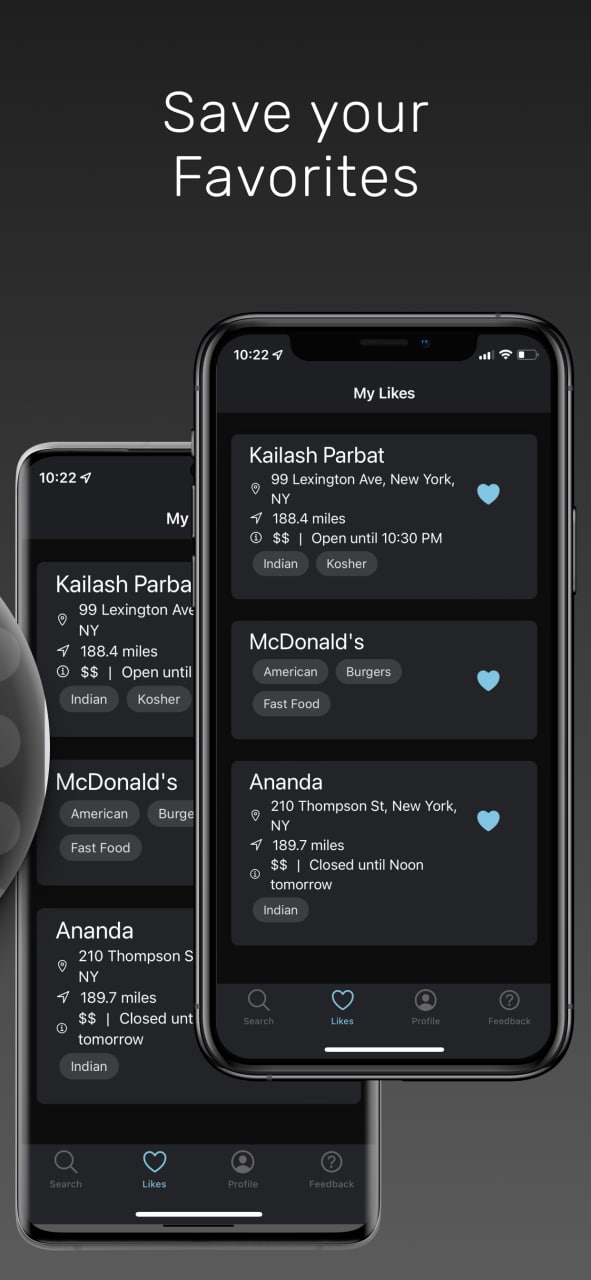 Save your
Favorites
10:22
My Likes
Kailash Parbat
99 Lexington Ave, New York,
NY
188.4 miles
$$ | Open until 10:30 PM
Indian Kosher
McDonald's
American Burgers
Fast Food
Ananda
210 Thompson St, New York,
NY
189.7 miles
$$ | Closed until Noon
tomorrow
Indian
Search Likes Profile Feedback
10:22
My
Kailash Parba
99 Lexington Ave
NY
188.4 miles
$$ | Open until
Indian Kosher
McDonald's
American Burge
Fast Food
Ananda
210 Thompson S
NY
189.7 miles
$$ | Closed unt
tomorrow
Indian
Search Likes Profile Feedback